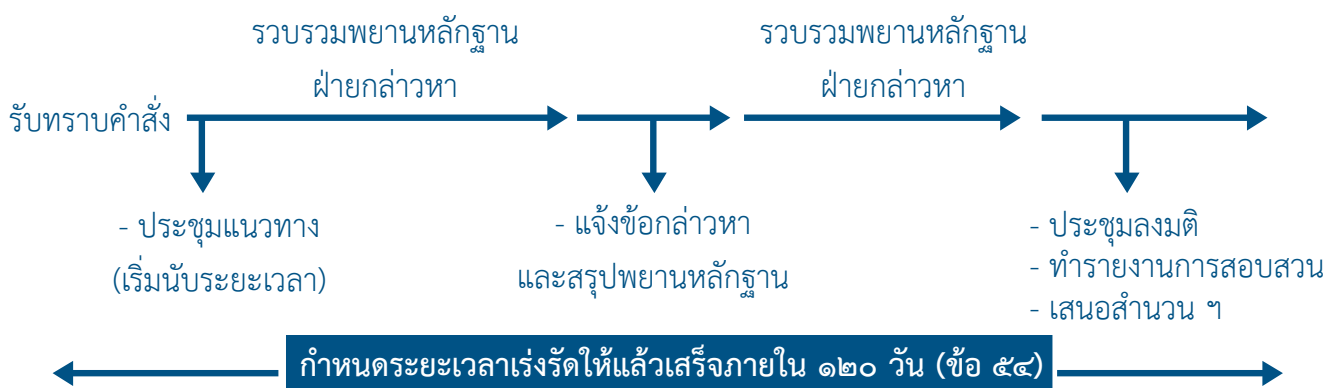 รวบรวมพยานหลักฐาน
ฝ่ายกล่าวหา
รวบรวมพยานหลักฐาน
ฝ่ายกล่าวหา
รับทราบคำสั่ง
- ประชุมแนวทาง
(เริ่มนับระยะเวลา)
- แจ้งข้อกล่าวหา
และสรุปพยานหลักฐาน
- ประชุมลงมติ
- ทำรายงานการสอบสวน
- เสนอสำนวน ฯ
กำหนดระยะเวลาเร่งรัดให้แล้วเสร็จภายใน ๑๒๐ วัน (ข้อ ๕๔)